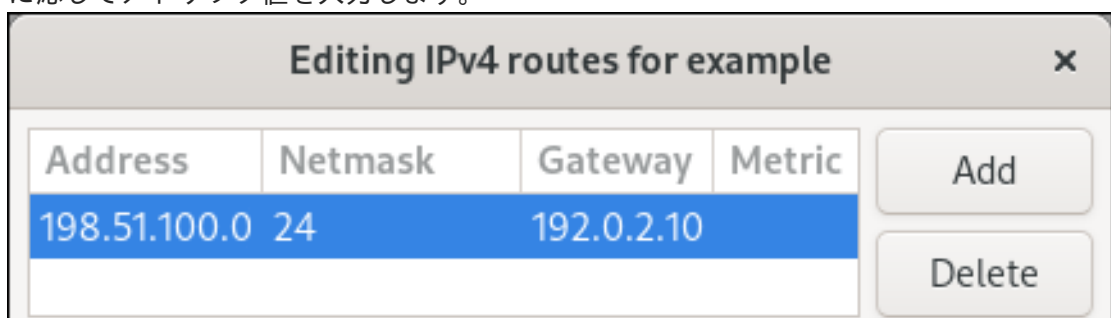 Editing IPv4 routes for example ×
Address Netmask Gateway Metric Add
198.51.100.0 24 192.0.2.10
Delete